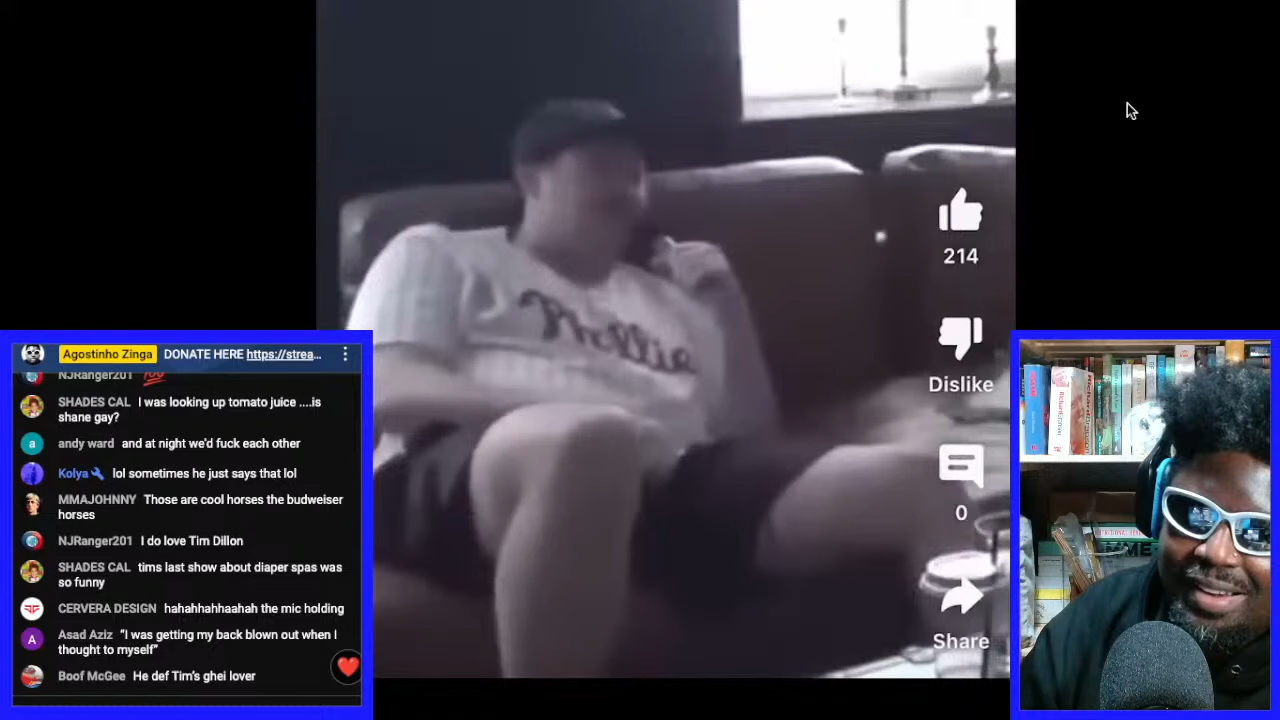 Phillie
214
Dislike
0
Share
Agostinho Zinga DONATE HERE https://strea...
NJRanger201 💯
SHADES CAL I was looking up tomato juice ....is
shane gay?
a andy ward and at night we'd fuck each other
Kolya🔧 lol sometimes he just says that lol
MMAJOHNNY Those are cool horses the budweiser
horses
NJRanger201 I do love Tim Dillon
SHADES CAL tims last show about diaper spas was
so funny
CERVERA DESIGN hahahhahhaahah the mic holding
A Asad Aziz “I was getting my back blown out when I
thought to myself”
Boof McGee He def Tim's ghei lover